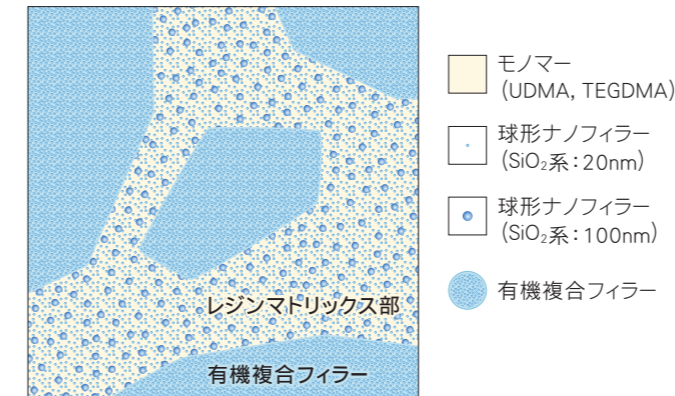 モノマー
(UDMA, TEGDMA)
球形ナノフィラー
(SiO₂系：20nm)
球形ナノフィラー
(SiO₂系：100nm)
有機複合フィラー
レジンマトリックス部
有機複合フィラー